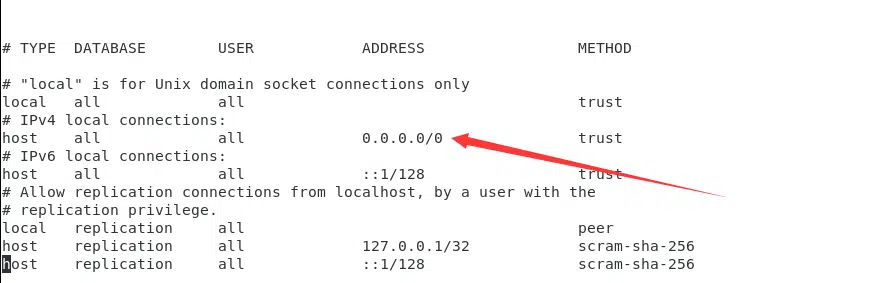 # TYPE  DATABASE        USER            ADDRESS                 METHOD
# "local" is for Unix domain socket connections only
local   all             all                                     trust
# IPv4 local connections:
host    all             all             0.0.0.0/0               trust
# IPv6 local connections:
host    all             all             ::1/128                 trust
# Allow replication connections from localhost, by a user with the
# replication privilege.
local   replication     all                                     peer
host    replication     all             127.0.0.1/32            scram-sha-256
host    replication     all             ::1/128                 scram-sha-256